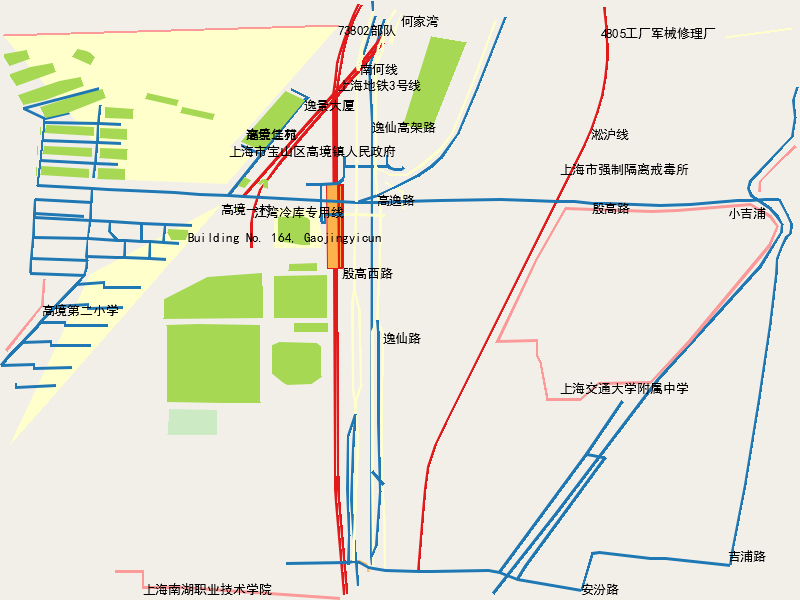 何家湾
73802部队
4805工厂军械修理厂
南何线
上海地铁3号线
逸景大厦
逸仙高架路
淞沪线
上海市宝山区高境镇人民政府
上海市强制隔离戒毒所
高逸路
高境一村
江湾冷库专用线
殷高路
小吉浦
Building No. 164, Gaojingyicun
殷高西路
高境第二小学
逸仙路
上海交通大学附属中学
吉浦路
上海南湖职业技术学院
安汾路